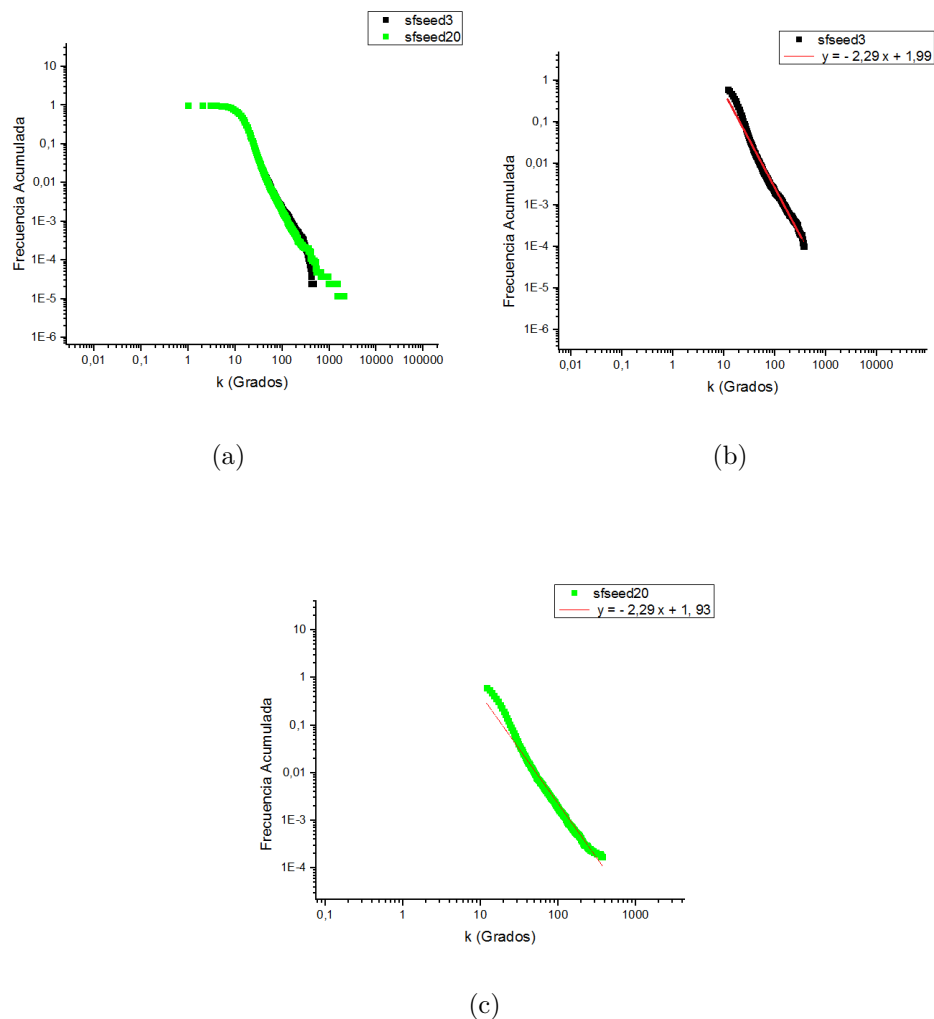 sfseed3
sfseed20
10
1
0,1
0,01
1E-3
1E-4
1E-5
1E-6
Frecuencia Acumulada
0,01 0,1 1 10 100 1000 10000 100000
k (Grados)
(a)
sfseed3
y = - 2,29 x + 1,99
1
0,1
0,01
1E-3
1E-4
1E-5
1E-6
Frecuencia Acumulada
0,01 0,1 1 10 100 1000 10000
k (Grados)
(b)
sfseed20
y = - 2,29 x + 1, 93
10
1
0,1
0,01
1E-3
1E-4
Frecuencia Acumulada
0,1 1 10 100 1000
k (Grados)
(c)